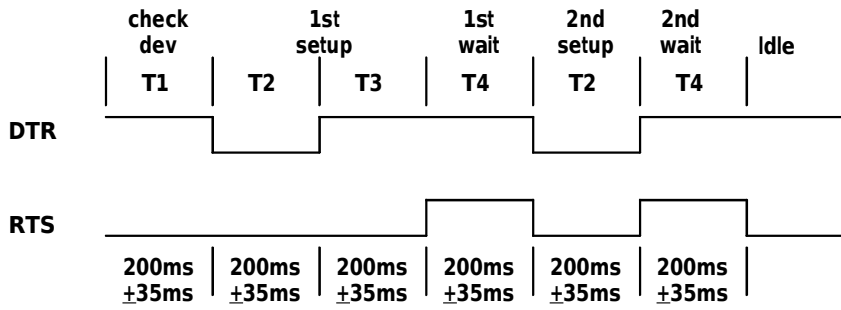 check 1st 1st 2nd 2nd
dev setup wait setup wait Idle
T1 T2 T3 T4 T2 T4
DTR
RTS
200ms 200ms 200ms 200ms 200ms 200ms
±35ms ±35ms ±35ms ±35ms ±35ms ±35ms